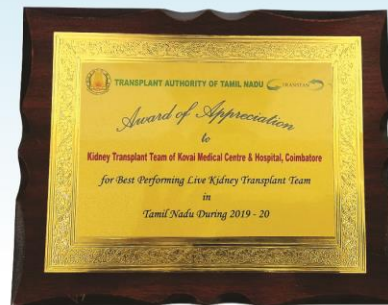 TRANSPLANT AUTHORITY OF TAMIL NADU TRANSTAN
Award of Appreciation
to
Kidney Transplant Team of Kovai Medical Centre & Hospital, Coimbatore
for Best Performing Live Kidney Transplant Team
in
Tamil Nadu During 2019 - 20